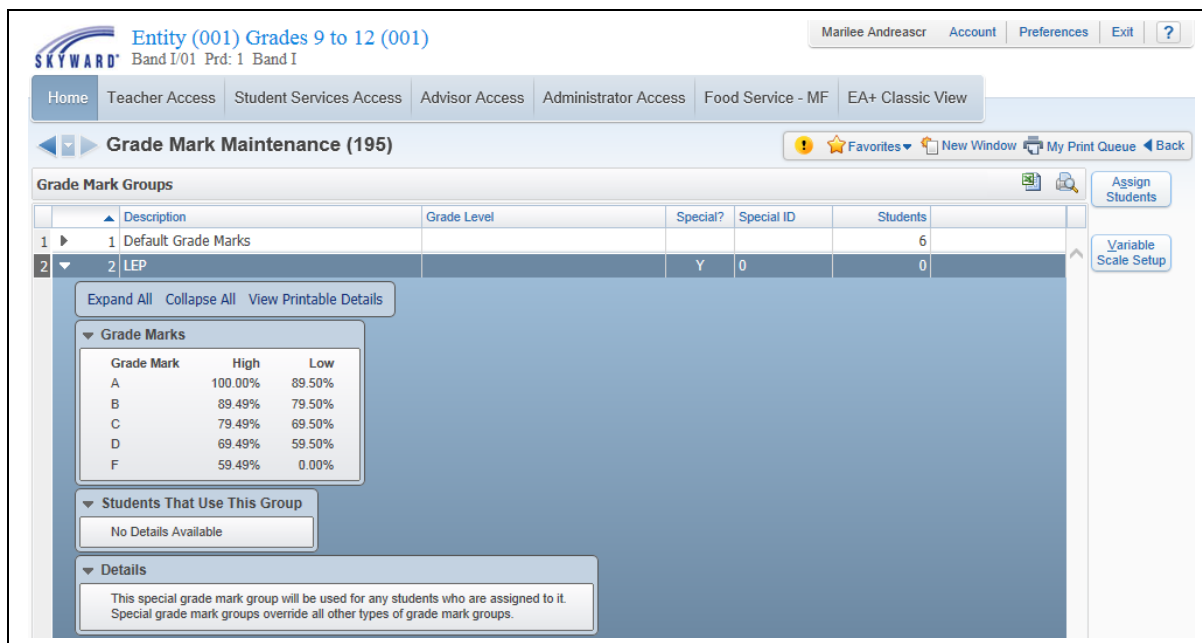 Entity (001) Grades 9 to 12 (001)
Marilee Andreascr Account Preferences Exit ?
SKYWARD Band I/01 Prd: 1 Band I
Home Teacher Access Student Services Access Advisor Access Administrator Access Food Service - MF EA+ Classic View
Grade Mark Maintenance (195)
! Favorites New Window My Print Queue Back
Grade Mark Groups
Assign
Students
Description Grade Level Special? Special ID Students
1 1 Default Grade Marks 6
Variable
Scale Setup
2 2 LEP Y 0 0
Expand All Collapse All View Printable Details
Grade Marks
Grade Mark High Low
A 100.00% 89.50%
B 89.49% 79.50%
C 79.49% 69.50%
D 69.49% 59.50%
F 59.49% 0.00%
Students That Use This Group
No Details Available
Details
This special grade mark group will be used for any students who are assigned to it.
Special grade mark groups override all other types of grade mark groups.